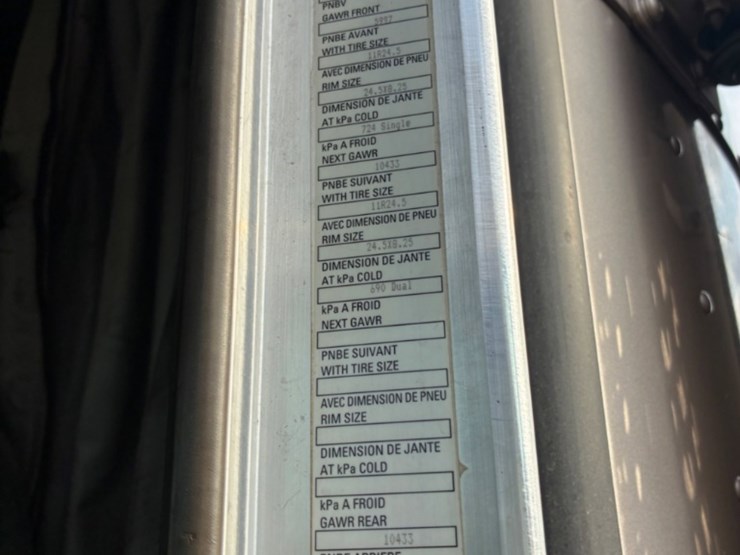 PNBV
GAWR FRONT
PNBE AVANT
WITH TIRE SIZE
11R24.5
AVEC DIMENSION DE PNEU
RIM SIZE
24.5X8.25
DIMENSION DE JANTE
AT kPa COLD
724 Single
kPa A FROID
NEXT GAWR
10433
PNBE SUIVANT
WITH TIRE SIZE
11R24.5
AVEC DIMENSION DE PNEU
RIM SIZE
24.5X8.25
DIMENSION DE JANTE
AT kPa COLD
690 Dual
kPa A FROID
NEXT GAWR
PNBE SUIVANT
WITH TIRE SIZE
AVEC DIMENSION DE PNEU
RIM SIZE
DIMENSION DE JANTE
AT kPa COLD
kPa A FROID
GAWR REAR
10433
PNBE ARRIERE